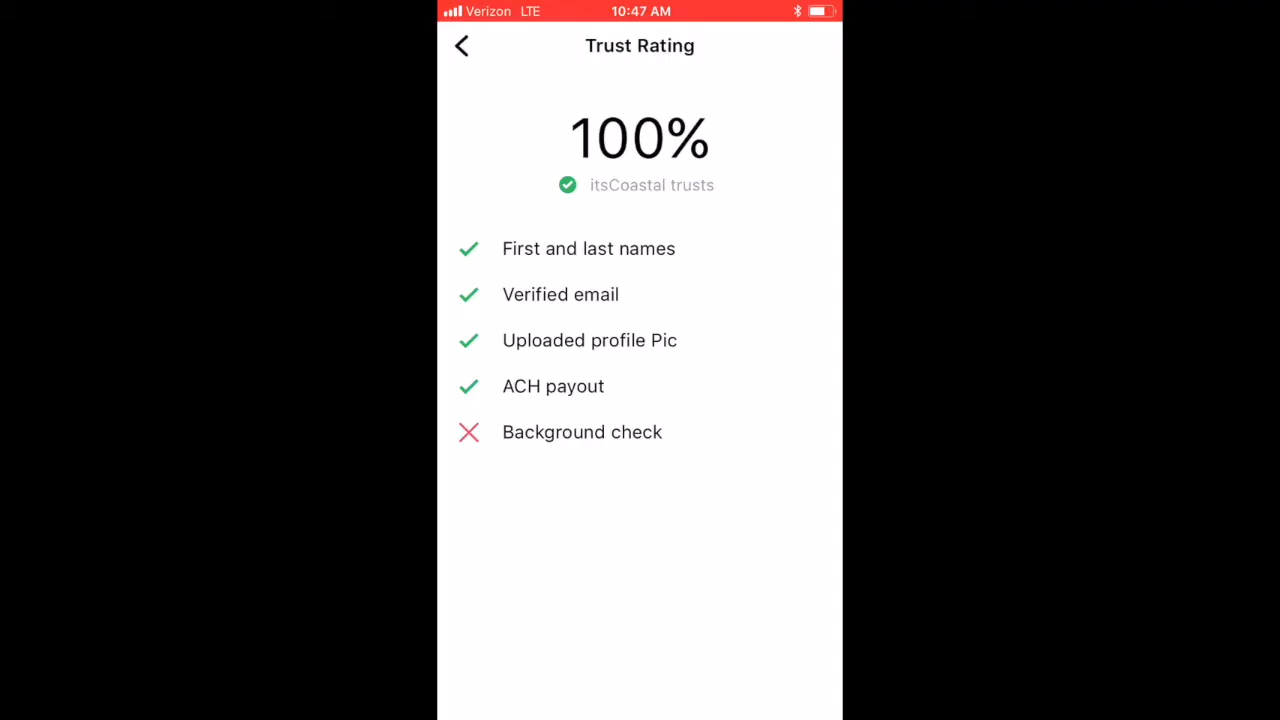 Verizon LTE 10:47 AM
Trust Rating
100%
itsCoastal trusts
First and last names
Verified email
Uploaded profile Pic
ACH payout
Background check